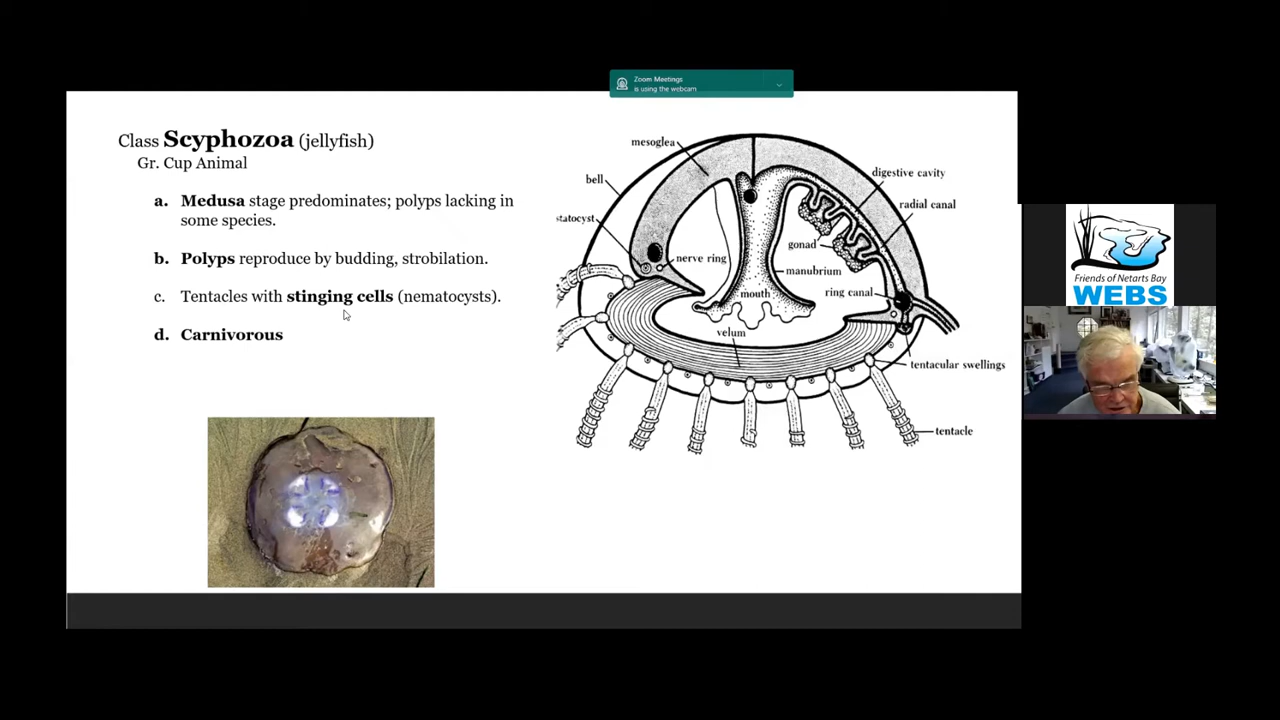 Zoom Meetings
is using the webcam
Class Scyphozoa (jellyfish)
Gr. Cup Animal
a. Medusa stage predominates; polyps lacking in
some species.
b. Polyps reproduce by budding, strobilation.
c. Tentacles with stinging cells (nematocysts).
d. Carnivorous
mesoglea
bell
statocyst
nerve ring
digestive cavity
radial canal
gonad
manubrium
mouth
ring canal
velum
tentacular swellings
tentacle
Friends of Netarts Bay
WEBS